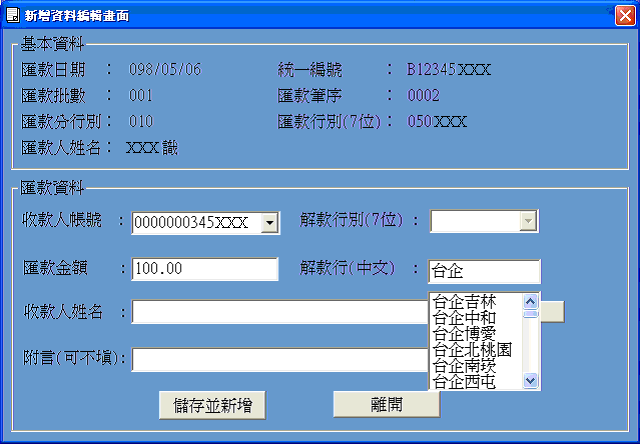 新增資料編輯畫面
基本資料
匯款日期 : 098/05/06 統一編號 : B12345XXX
匯款批數 : 001 匯款筆序 : 0002
匯款分行別 : 010 匯款行別(7位) : 050XXX
匯款人姓名 : XXX識
匯款資料
收款人帳號 : 0000000345XXX 解款行別(7位) :
匯款金額 : 100.00 解款行(中文) : 台企
收款人姓名 :
台企吉林
台企中和
台企博愛
台企北桃園
台企南崁
台企西屯
附言(可不填):
儲存並新增 離開